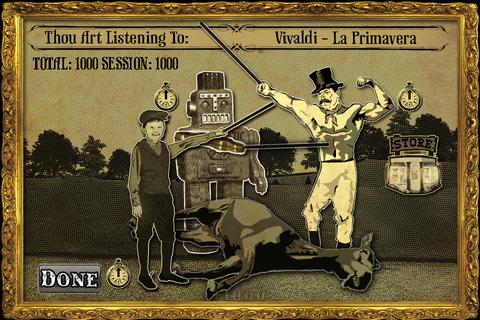 Thou Art Listening To: Vivaldi - La Primavera
TOTAL: 1000 SESSION: 1000
STORE
DONE